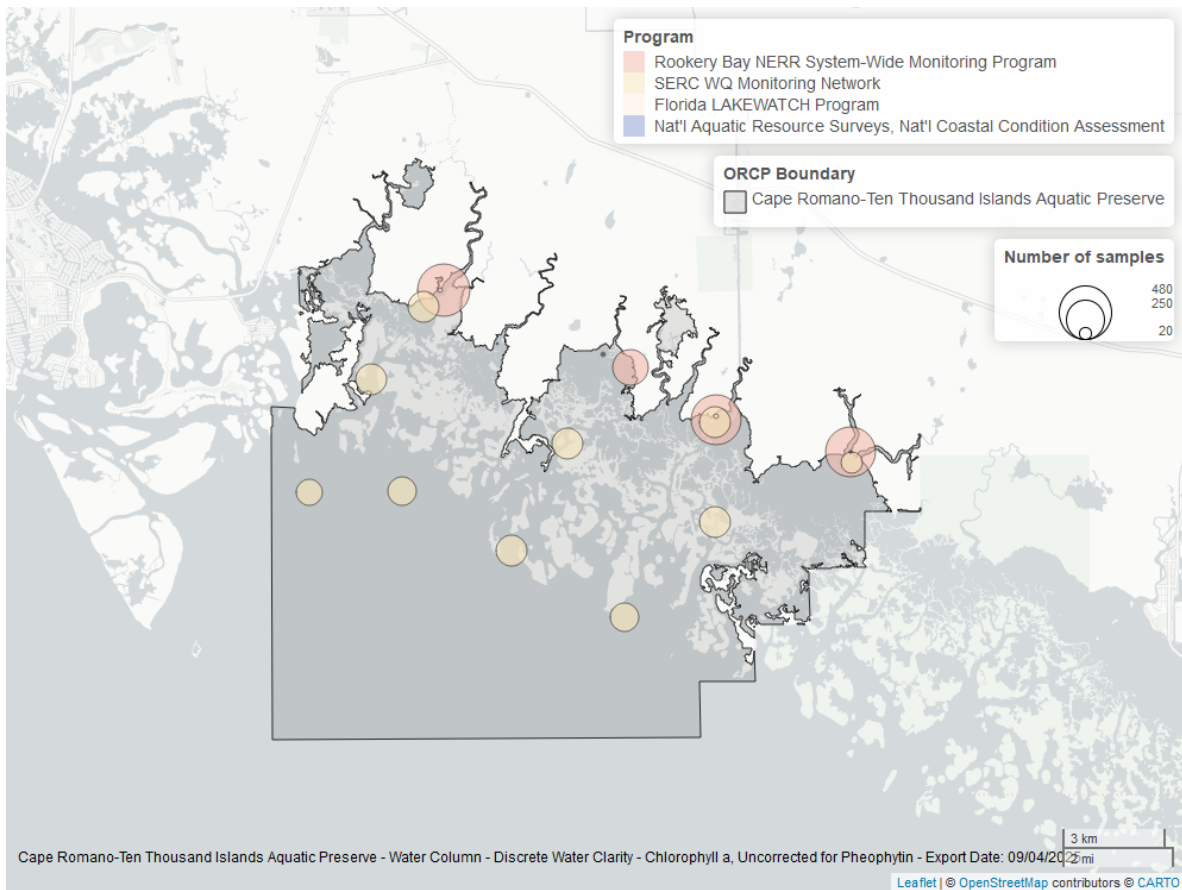 Program
Rookery Bay NERR System-Wide Monitoring Program
SERC WQ Monitoring Network
Florida LAKEWATCH Program
Nat'l Aquatic Resource Surveys, Nat'l Coastal Condition Assessment
ORCP Boundary
Cape Romano-Ten Thousand Islands Aquatic Preserve
Number of samples
480
250
20
3 km
2 mi
Cape Romano-Ten Thousand Islands Aquatic Preserve - Water Column - Discrete Water Clarity - Chlorophyll a, Uncorrected for Pheophytin - Export Date: 09/04/2025
Leaflet | © OpenStreetMap contributors © CARTO